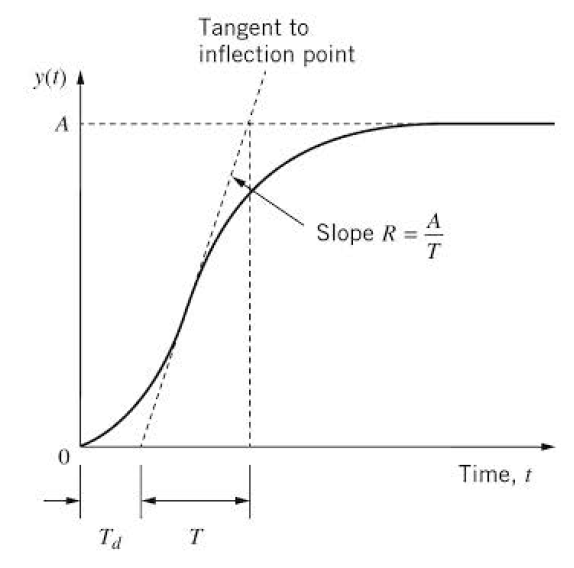 Tangent to
inflection point
y(t)
A
Slope R = A/T
0
Time, t
T_d
T